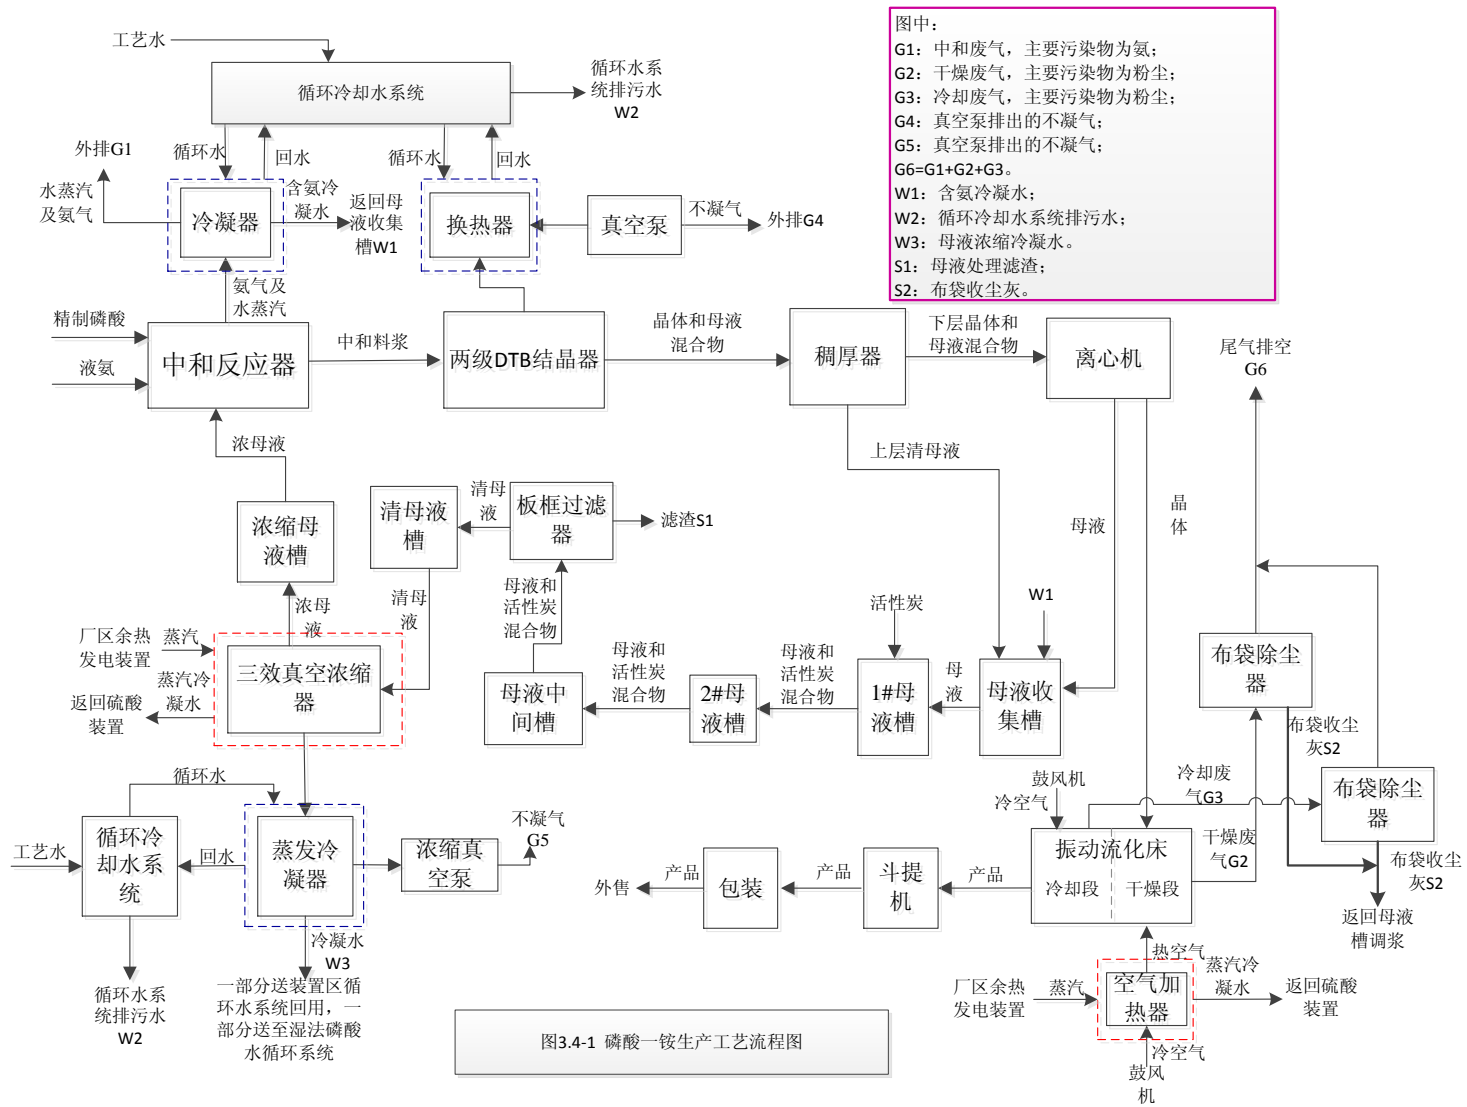 工艺水
循环冷却水系统
循环水系
统排污水
W2
图中：
G1：中和废气，主要污染物为氨；
G2：干燥废气，主要污染物为粉尘；
G3：冷却废气，主要污染物为粉尘；
G4：真空泵排出的不凝气；
G5：真空泵排出的不凝气；
G6=G1+G2+G3。
W1：含氨冷凝水；
W2：循环冷却水系统排污水；
W3：母液浓缩冷凝水。
S1：母液处理滤渣；
S2：布袋收尘灰。
外排G1
循环水
回水
循环水
回水
水蒸汽
及氨气
冷凝器
含氨冷
凝水
返回母
液收集
槽W1
换热器
真空泵
不凝气
外排G4
氨气及
水蒸汽
精制磷酸
液氨
中和反应器
中和料浆
两级DTB结晶器
晶体和母液
混合物
稠厚器
下层晶体和
母液混合物
离心机
尾气排空
G6
浓母液
上层清母液
母液
晶
体
浓缩母
液槽
清母液
槽
清母
液
板框过滤
器
滤渣S1
浓母
液
清母
液
母液和
活性炭
混合物
活性炭
W1
厂区余热
发电装置
蒸汽
三效真空浓缩
器
蒸汽冷
凝水
返回硫酸
装置
母液中
间槽
母液和
活性炭
混合物
2#母
液槽
母液和
活性炭
混合物
1#母
液槽
母
液
母液收
集槽
布袋除尘
器
布袋收尘
灰S2
循环水
工艺水
循环冷
却水系
统
回水
蒸发冷
凝器
浓缩真
空泵
不凝气
G5
冷凝水
W3
循环水系
统排污水
W2
一部分送装置区循
环水系统回用，一
部分送至湿法磷酸
水循环系统
外售
产品
包装
产品
斗提
机
产品
鼓风机
冷空气
冷却废
气G3
振动流化床
冷却段
干燥段
干燥废
气G2
布袋除尘
器
布袋收尘
灰S2
返回母液
槽调浆
热空气
厂区余热
发电装置
蒸汽
空气加
热器
蒸汽冷
凝水
返回硫酸
装置
冷空气
鼓风
机
图3.4-1 磷酸一铵生产工艺流程图